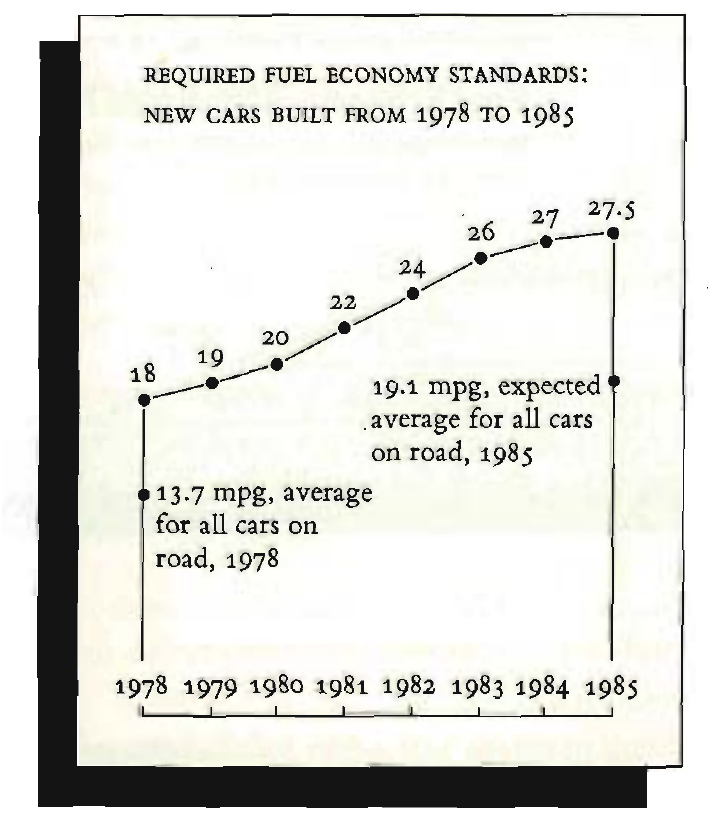 REQUIRED FUEL ECONOMY STANDARDS:
NEW CARS BUILT FROM 1978 TO 1985
18
19
20
22
24
26
27
27.5
19.1 mpg, expected
average for all cars
on road, 1985
13.7 mpg, average
for all cars on
road, 1978
1978 1979 1980 1981 1982 1983 1984 1985